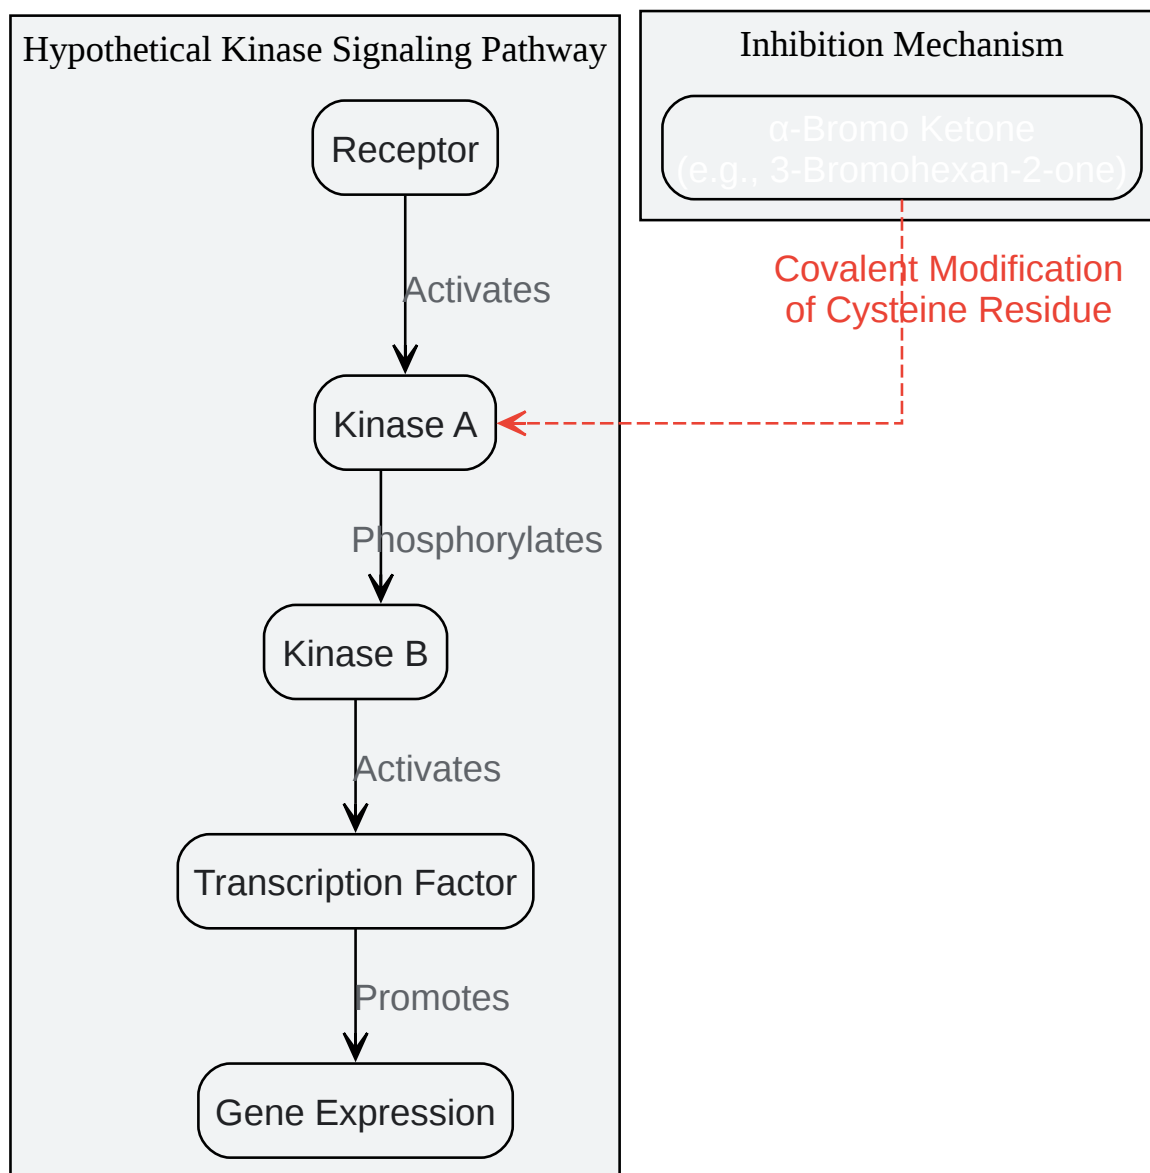 Hypothetical Kinase Signaling Pathway
Receptor
Activates
Kinase A
Phosphorylates
Kinase B
Activates
Transcription Factor
Promotes
Gene Expression
Inhibition Mechanism
α-Bromo Ketone
(e.g., 3-Bromohexan-2-one)
Covalent Modification
of Cysteine Residue